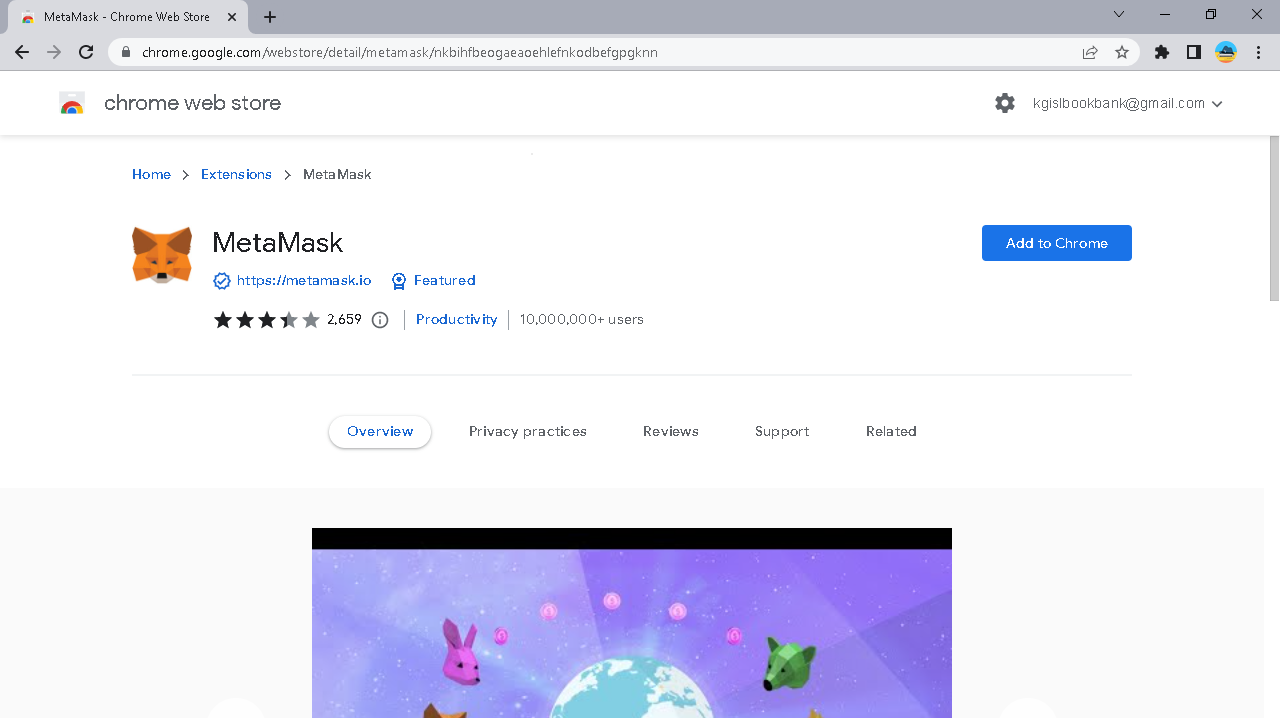 MetaMask - Chrome Web Store
chrome.google.com/webstore/detail/metamask/nkbihfbeogaeaoehlefnkodbefgpgknn
chrome web store
kgislbookbank@gmail.com
Home > Extensions > MetaMask
MetaMask
Add to Chrome
https://metamask.io Featured
2,659 Productivity 10,000,000+ users
Overview Privacy practices Reviews Support Related